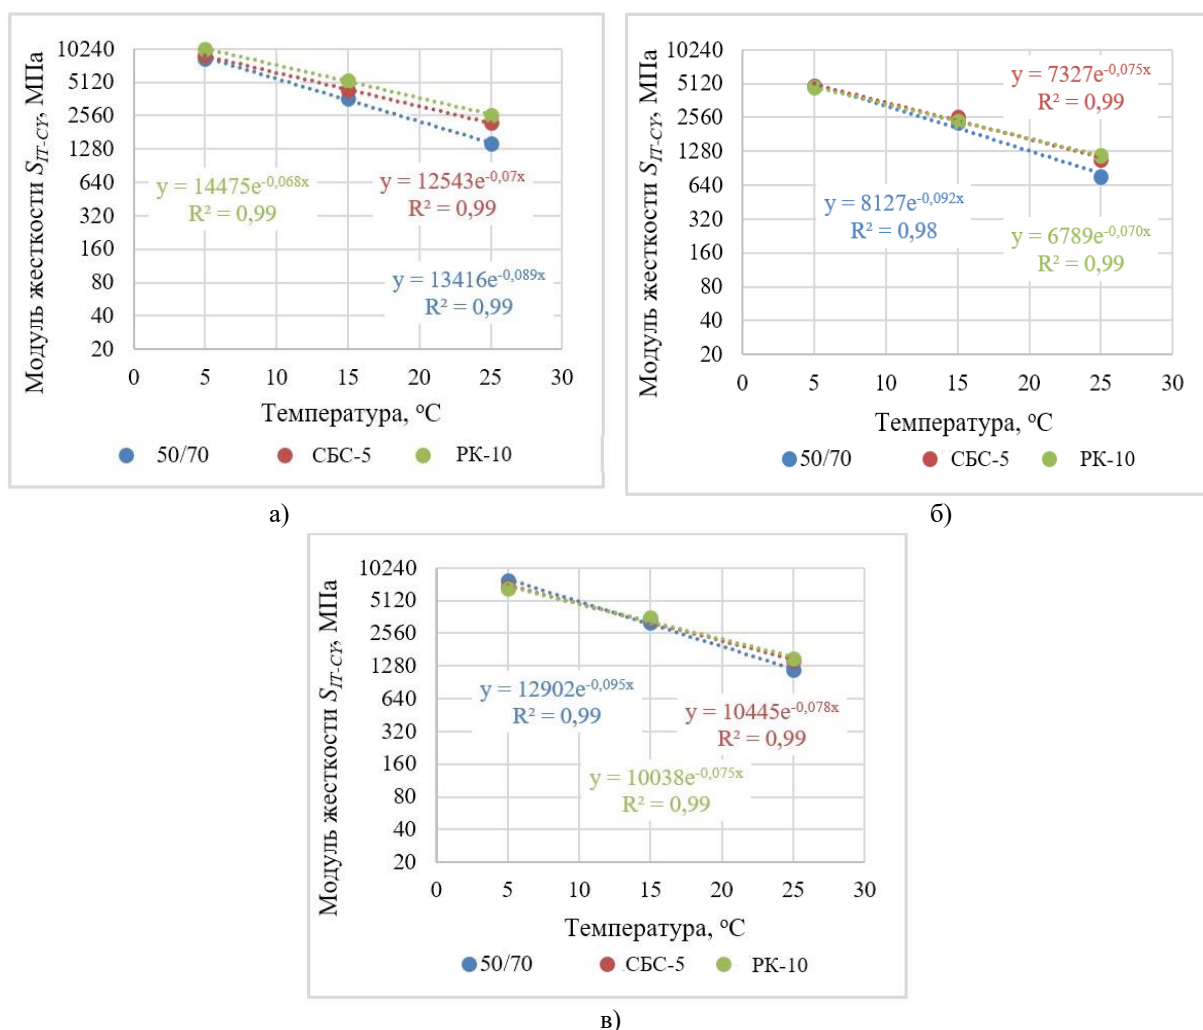 Модуль жесткости S_IT-CY, МПа
10240
5120
2560
1280
640
320
160
80
40
20
y = 14475e^-0,068x
R² = 0,99
y = 12543e^-0,07x
R² = 0,99
y = 13416e^-0,089x
R² = 0,99
0 5 10 15 20 25 30
Температура, °C
50/70 СБС-5 РК-10
а)
Модуль жесткости S_IT-CY, МПа
10240
5120
2560
1280
640
320
160
80
40
20
y = 7327e^-0,075x
R² = 0,99
y = 8127e^-0,092x
R² = 0,98
y = 6789e^-0,070x
R² = 0,99
0 5 10 15 20 25 30
Температура, °C
50/70 СБС-5 РК-10
б)
Модуль жесткости S_IT-CY, МПа
10240
5120
2560
1280
640
320
160
80
40
20
y = 12902e^-0,095x
R² = 0,99
y = 10445e^-0,078x
R² = 0,99
y = 10038e^-0,075x
R² = 0,99
0 5 10 15 20 25 30
Температура, °C
50/70 СБС-5 РК-10
в)